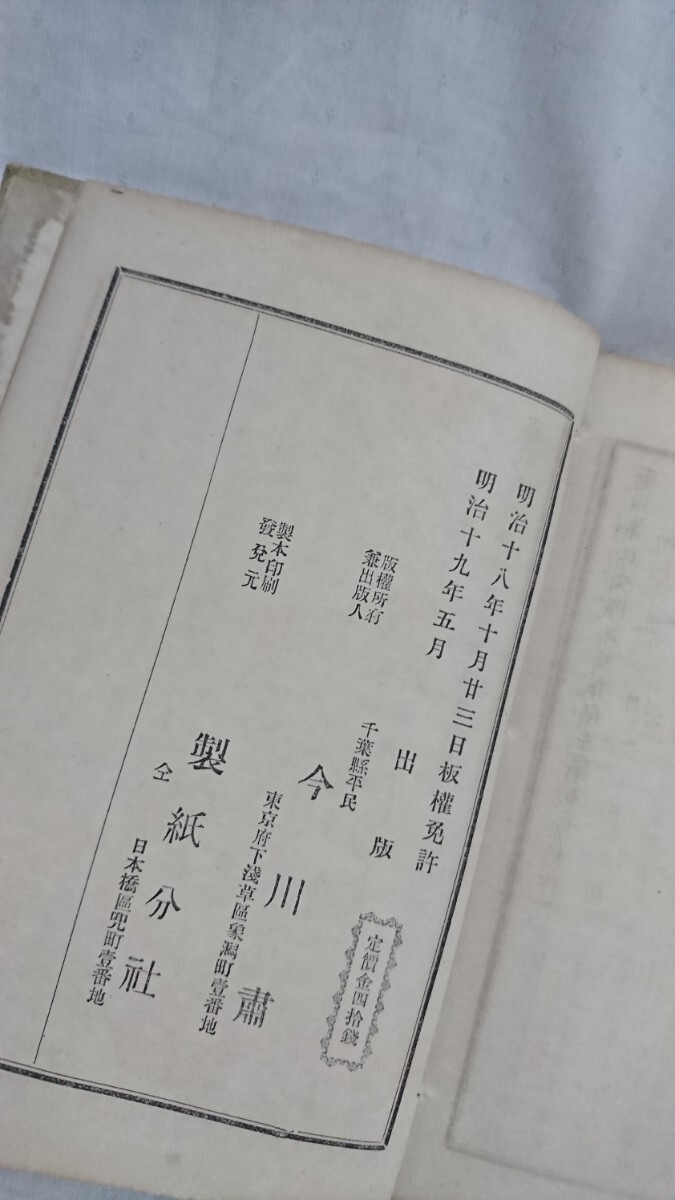 明治十八年十月廿三日板權免許
明治十九年五月　出版
定價金四拾錢
版權所有
兼出版人
千葉縣平民
今川肅
東京府下淺草區象潟町壹番地
製本印刷
發兌元
製紙分社
仝　日本橋區兜町壹番地